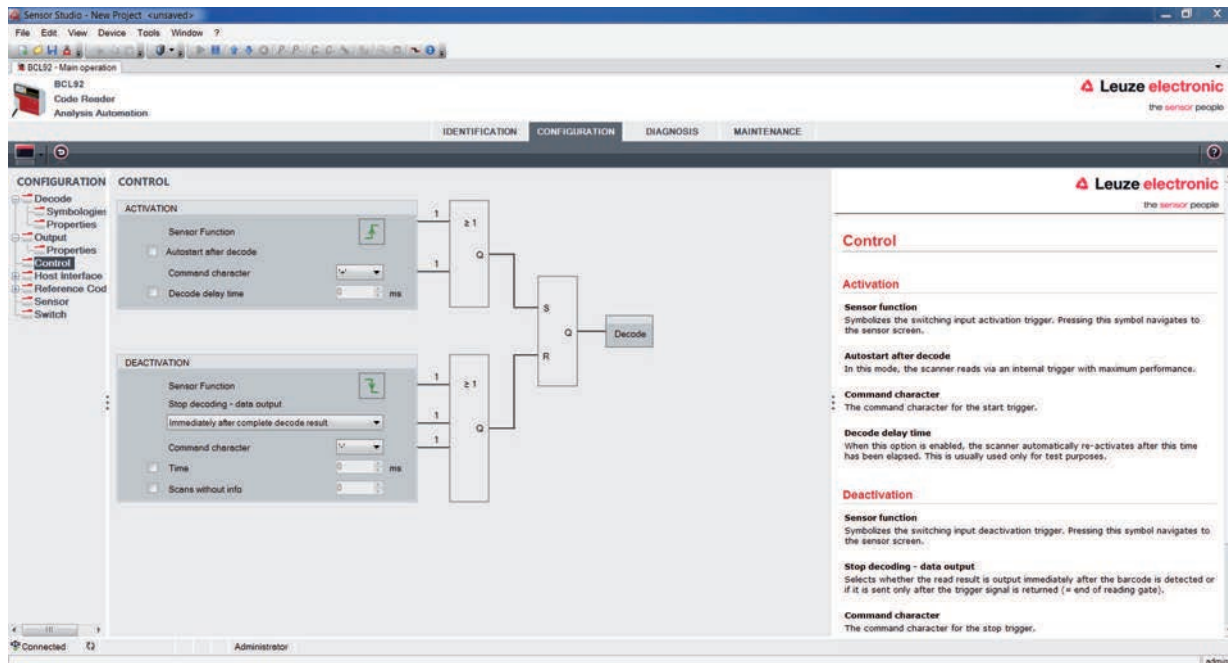 Sensor Studio - New Project <unsaved>
File Edit View Device Tools Window ?
BCL92 - Main operation
BCL92
Code Reader
Analysis Automation
Leuze electronic
the sensor people
IDENTIFICATION CONFIGURATION DIAGNOSIS MAINTENANCE
CONFIGURATION
Decode
Symbologies
Properties
Output
Properties
Control
Host Interface
Reference Cod
Sensor
Switch
CONTROL
ACTIVATION
Sensor Function
Autostart after decode
Command character '+'
Decode delay time 0 ms
1
1
≥ 1
Q
DEACTIVATION
Sensor Function
Stop decoding - data output
Immediately after complete decode result
Command character '-'
Time 0 ms
Scans without info 0
1
1
1
≥ 1
Q
S
Q
R
Decode
Leuze electronic
the sensor people
Control
Activation
Sensor function
Symbolizes the switching input activation trigger. Pressing this symbol navigates to
the sensor screen.
Autostart after decode
In this mode, the scanner reads via an internal trigger with maximum performance.
Command character
The command character for the start trigger.
Decode delay time
When this option is enabled, the scanner automatically re-activates after this time
has been elapsed. This is usually used only for test purposes.
Deactivation
Sensor function
Symbolizes the switching input deactivation trigger. Pressing this symbol navigates to
the sensor screen.
Stop decoding - data output
Selects whether the read result is output immediately after the barcode is detected or
if it is sent only after the trigger signal is returned (= end of reading gate).
Command character
The command character for the stop trigger.
Connected
Administrator